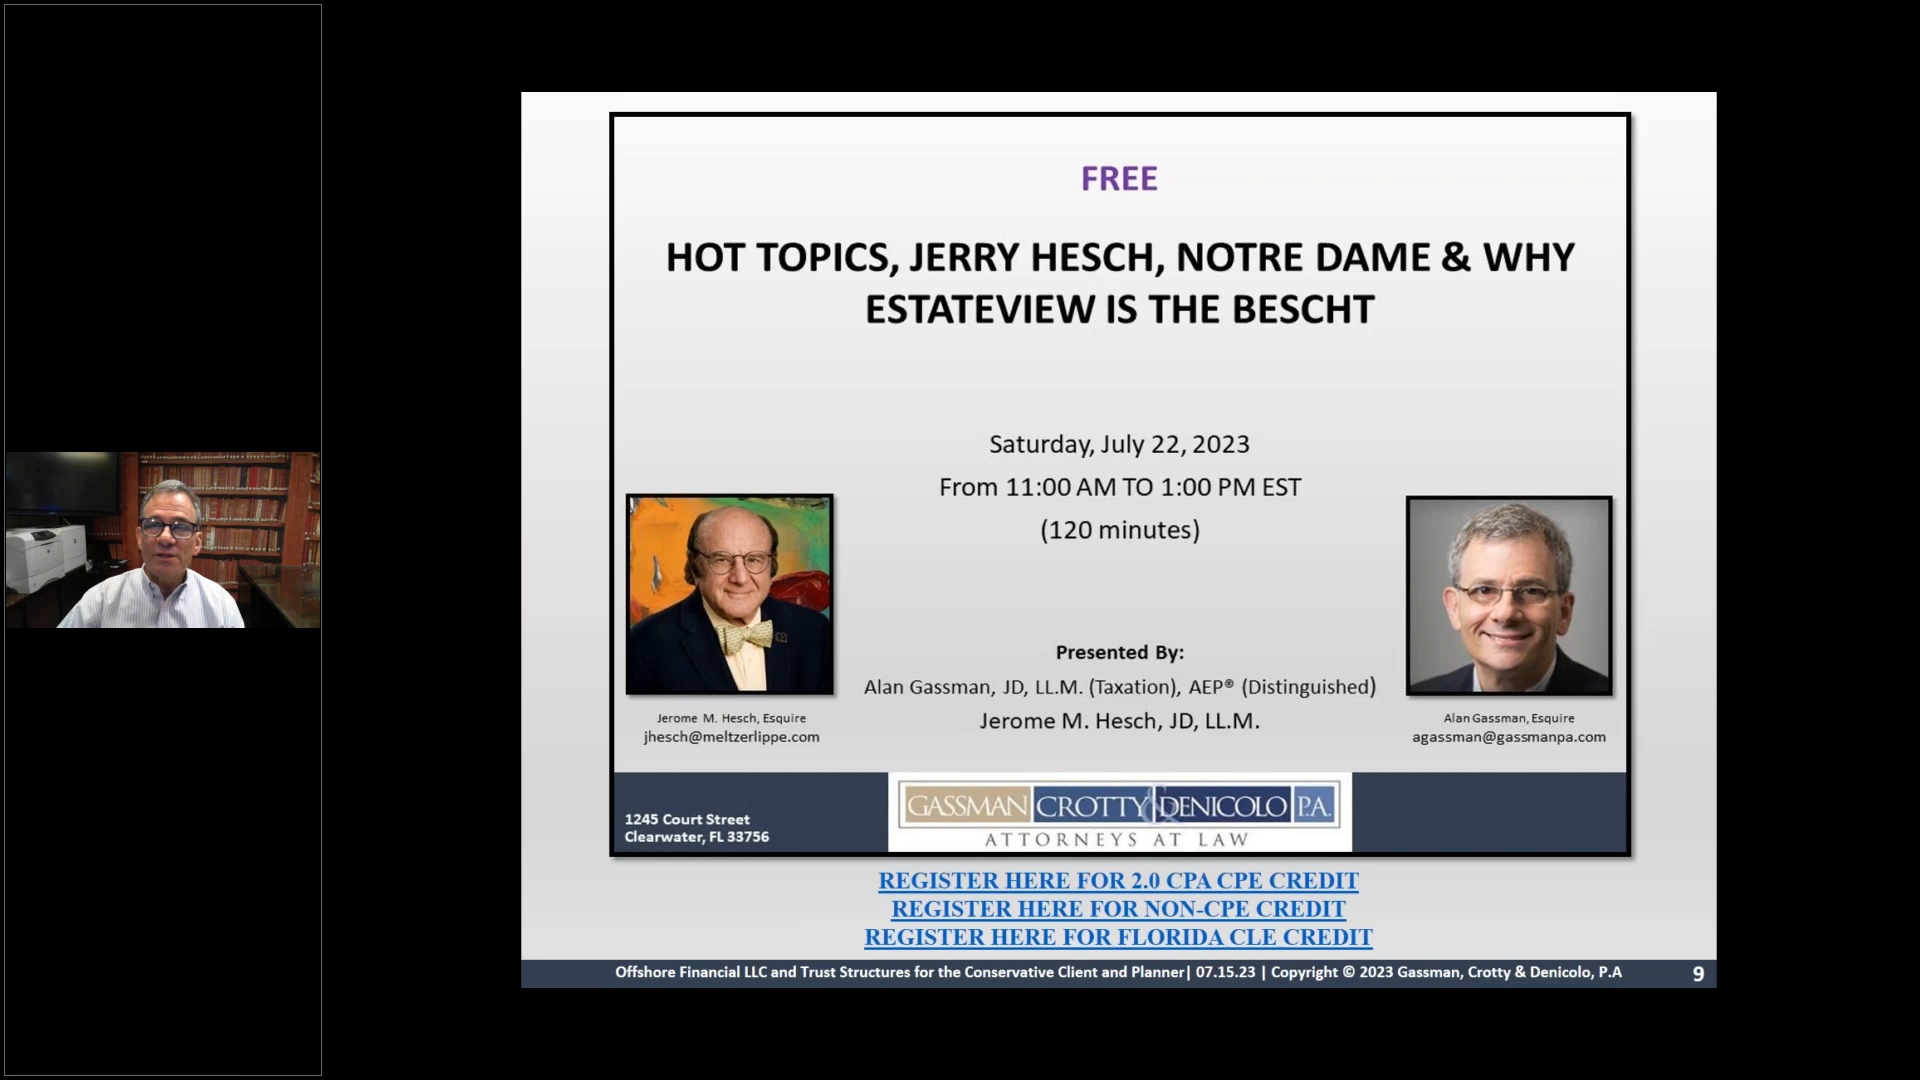 FREE
HOT TOPICS, JERRY HESCH, NOTRE DAME & WHY
ESTATEVIEW IS THE BESCHT
Saturday, July 22, 2023
From 11:00 AM TO 1:00 PM EST
(120 minutes)
Presented By:
Alan Gassman, JD, LL.M. (Taxation), AEP® (Distinguished)
Jerome M. Hesch, JD, LL.M.
Jerome M. Hesch, Esquire
jhesch@meltzerlippe.com
Alan Gassman, Esquire
agassman@gassmanpa.com
1245 Court Street
Clearwater, FL 33756
GASSMAN CROTTY & DENICOLO P.A.
ATTORNEYS AT LAW
REGISTER HERE FOR 2.0 CPA CPE CREDIT
REGISTER HERE FOR NON-CPE CREDIT
REGISTER HERE FOR FLORIDA CLE CREDIT
Offshore Financial LLC and Trust Structures for the Conservative Client and Planner| 07.15.23 | Copyright © 2023 Gassman, Crotty & Denicolo, P.A
9